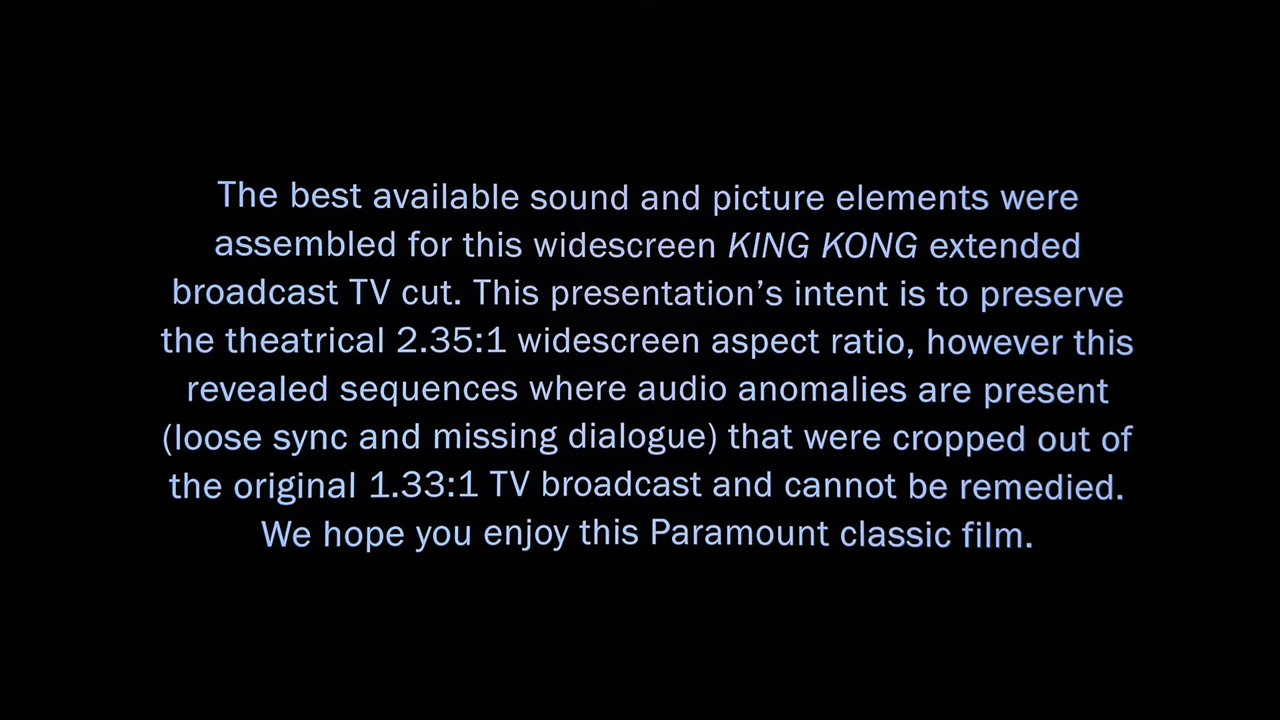 The best available sound and picture elements were
assembled for this widescreen KING KONG extended
broadcast TV cut. This presentation’s intent is to preserve
the theatrical 2.35:1 widescreen aspect ratio, however this
revealed sequences where audio anomalies are present
(loose sync and missing dialogue) that were cropped out of
the original 1.33:1 TV broadcast and cannot be remedied.
We hope you enjoy this Paramount classic film.